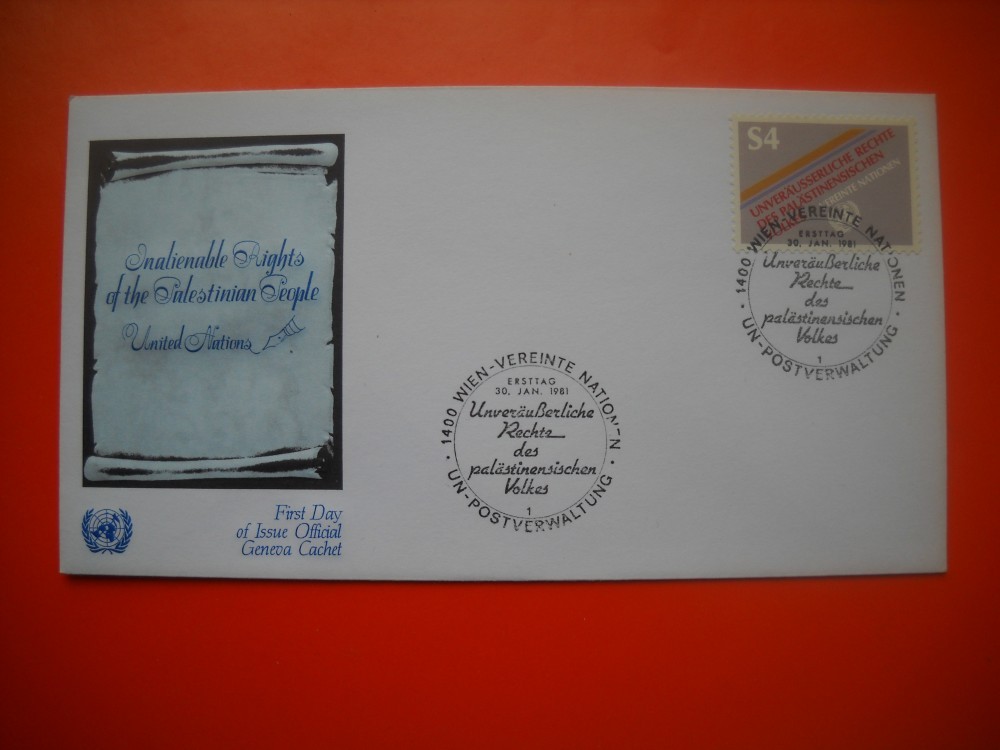 Inalienable Rights
of the Palestinian People
United Nations
First Day
of Issue Official
Geneva Cachet
S4
UNVERÄUSSERLICHE RECHTE
DES PALÄSTINENSISCHEN
VEREINTE NATIONEN
1400 WIEN-VEREINTE NATIONEN
ERSTTAG
30. JAN. 1981
Unveräußerliche
Rechte
des
palästinensischen
Volkes
1
UN-POSTVERWALTUNG
1400 WIEN-VEREINTE NATIONEN
ERSTTAG
30. JAN. 1981
Unveräußerliche
Rechte
des
palästinensischen
Volkes
1
UN-POSTVERWALTUNG